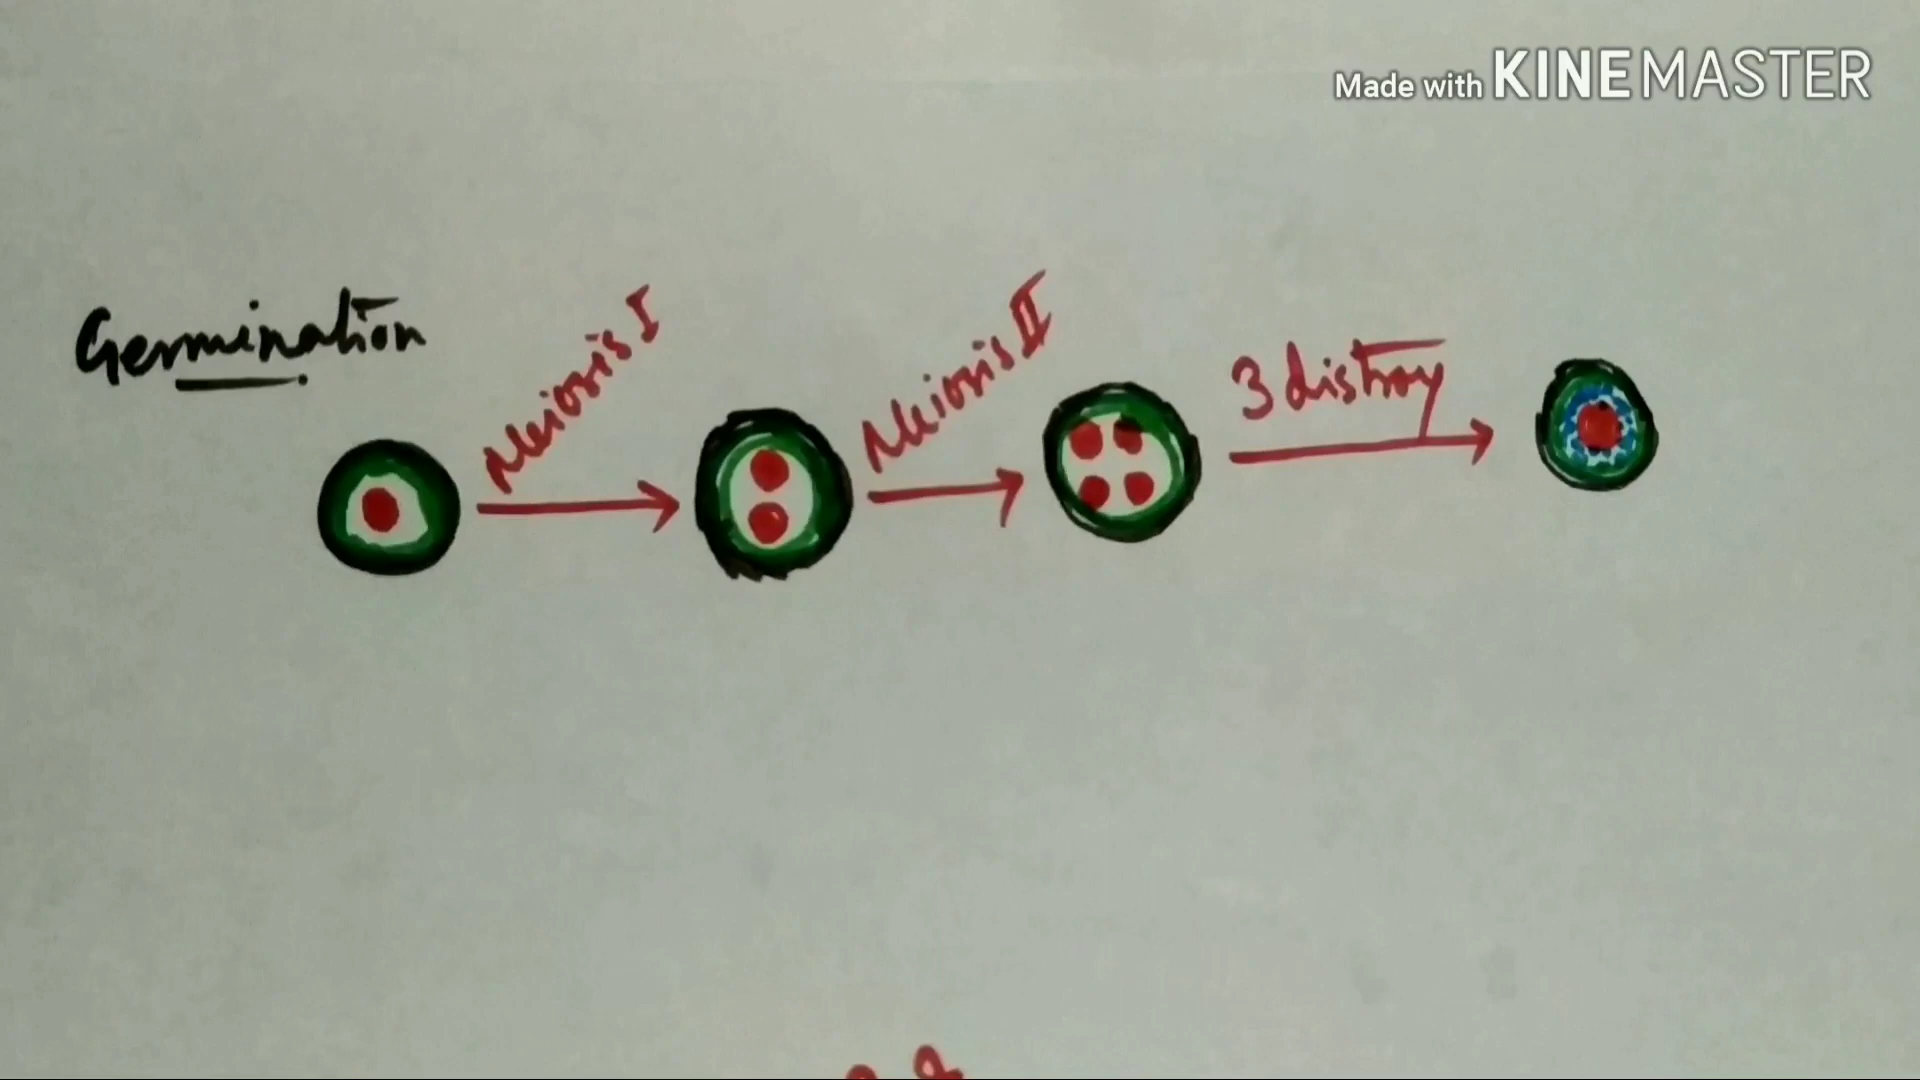 Made with KINEMASTER
Germination
Meiosis I
Meiosis II
3 distroy